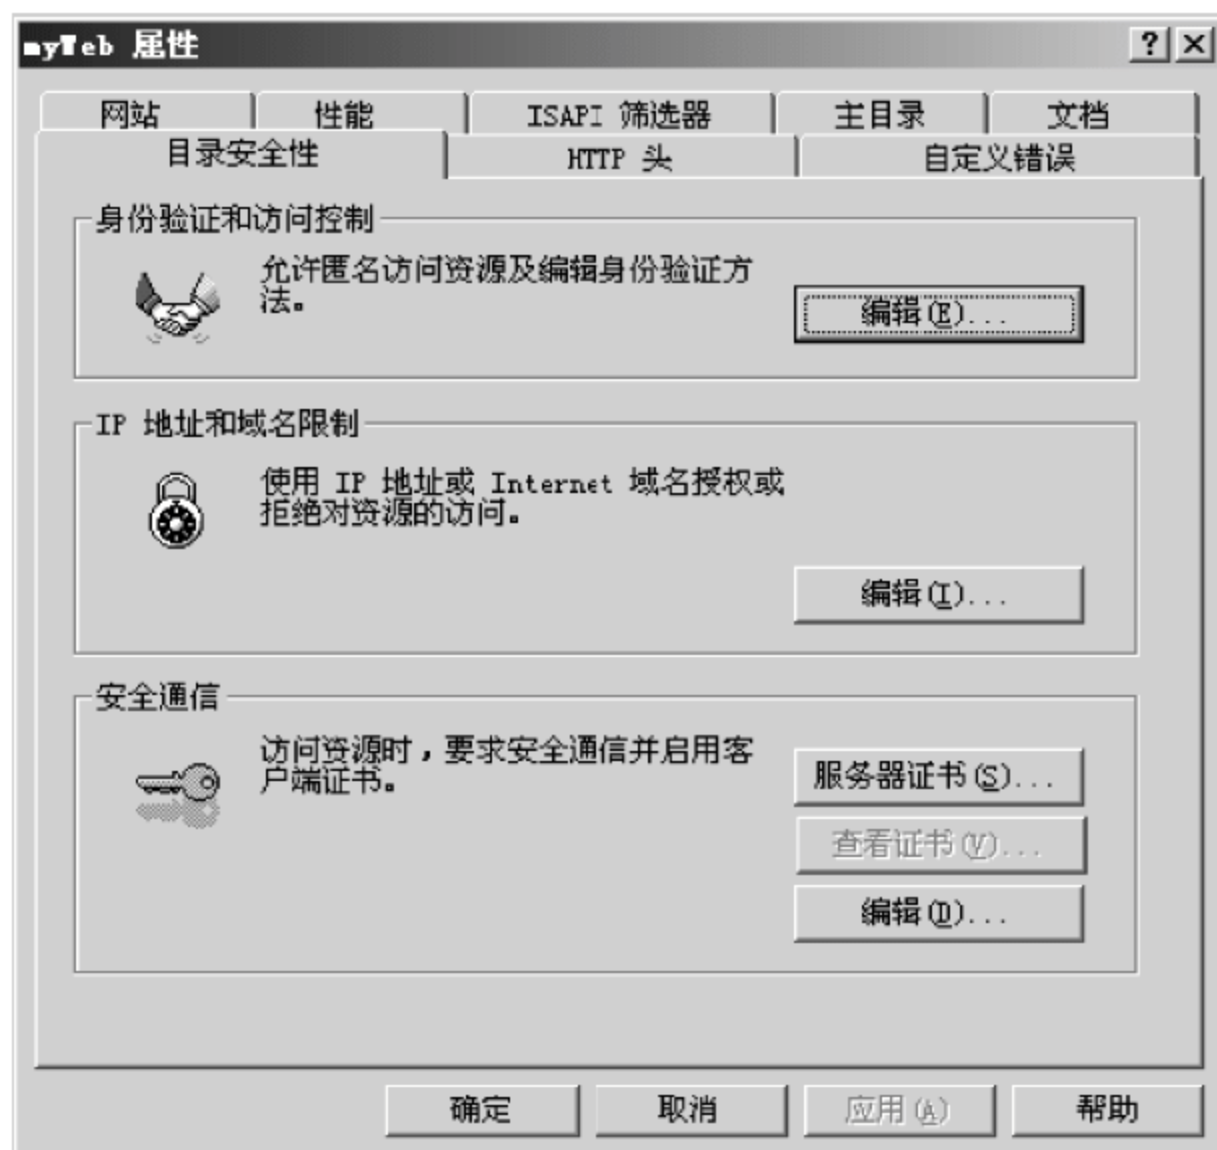 myWeb 属性
网站 性能 ISAPI 筛选器 主目录 文档
目录安全性 HTTP 头 自定义错误
身份验证和访问控制
允许匿名访问资源及编辑身份验证方
法。
编辑(E)...
IP 地址和域名限制
使用 IP 地址或 Internet 域名授权或
拒绝对资源的访问。
编辑(I)...
安全通信
访问资源时，要求安全通信并启用客
户端证书。
服务器证书(S)...
查看证书(V)...
编辑(D)...
确定 取消 应用(A) 帮助